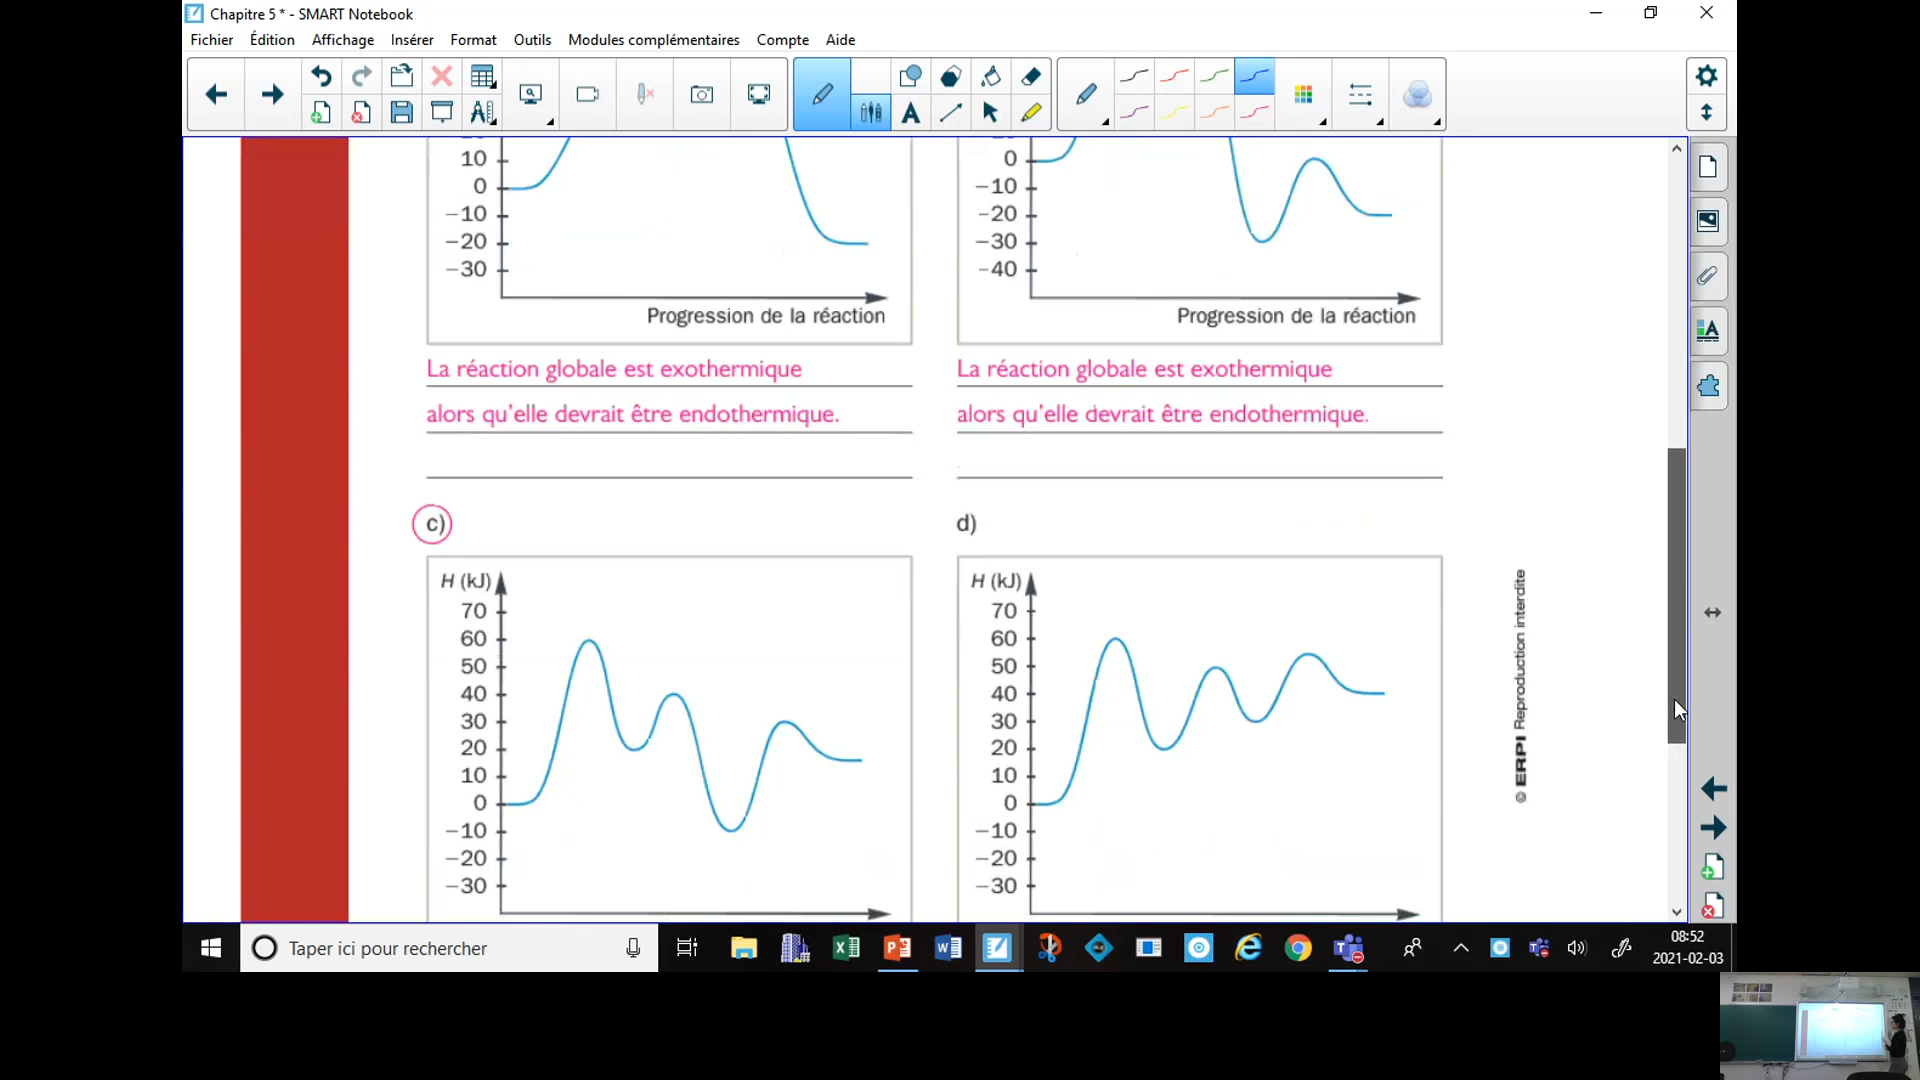 Chapitre 5 * - SMART Notebook
Fichier Édition Affichage Insérer Format Outils Modules complémentaires Compte Aide
10
0
−10
−20
−30
Progression de la réaction
0
−10
−20
−30
−40
Progression de la réaction
La réaction globale est exothermique
alors qu'elle devrait être endothermique.
La réaction globale est exothermique
alors qu'elle devrait être endothermique.
c)
H (kJ)
70
60
50
40
30
20
10
0
−10
−20
−30
d)
H (kJ)
70
60
50
40
30
20
10
0
−10
−20
−30
© ERPI Reproduction interdite
Taper ici pour rechercher
08:52
2021-02-03